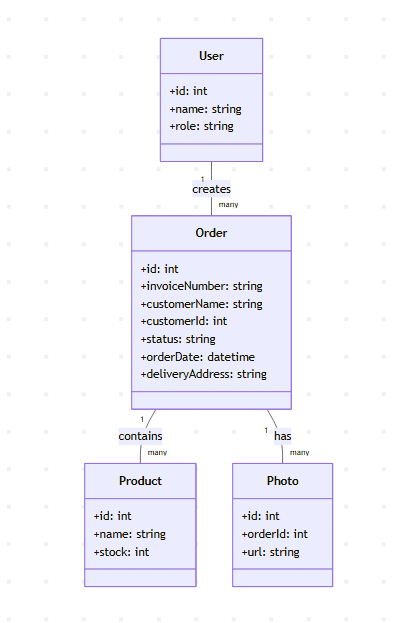 User
+id: int
+name: string
+role: string
1
creates
many
Order
+id: int
+invoiceNumber: string
+customerName: string
+customerId: int
+status: string
+orderDate: datetime
+deliveryAddress: string
1
contains
many
1
has
many
Product
+id: int
+name: string
+stock: int
Photo
+id: int
+orderId: int
+url: string